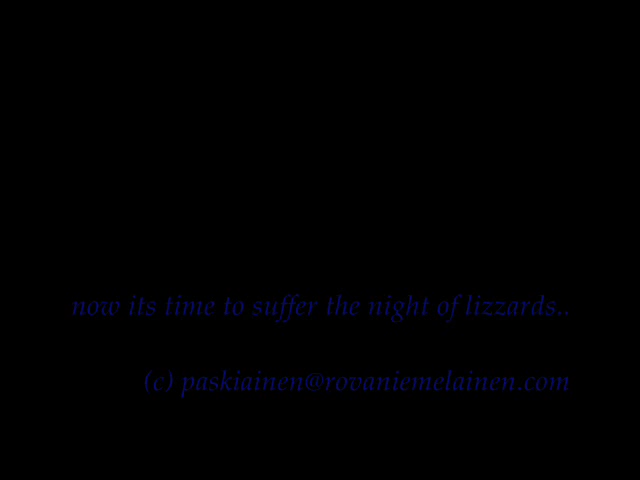 now its time to suffer the night of lizzards..
(c) paskiainen@rovaniemelainen.com